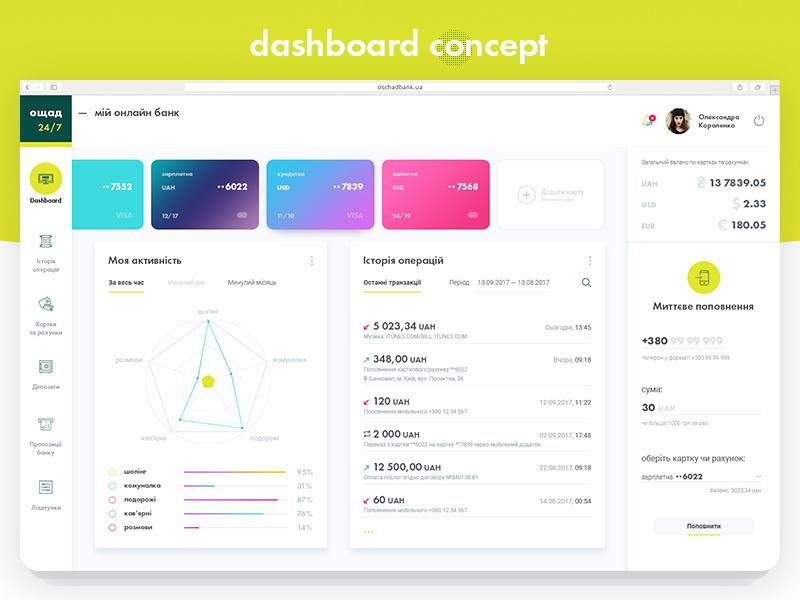 dashboard concept
oschadbank.ua
ощад
24/7
— мій онлайн банк
Олександра
Короленко
Dashboard
Історія
операцій
Картки
та рахунки
Депозити
Пропозиції
банку
Лаштунки
··7552
VISA
зарплатна
UAH
··6022
12/17
кредитна
USD
··7839
11/10
VISA
EUR
··7568
24/19
Додати карту
Загальний баланс по картках та рахунках
UAH
₴ 13 7839.05
USD
$ 2.33
EUR
€ 180.05
Моя активність
За весь час
Минулий рік
Минулий місяць
шопінг
комуналка
подорожі
кав'ярні
розмови
шопінг
95%
комуналка
31%
подорожі
87%
кав'ярні
76%
розмови
14%
Історія операцій
Останні транзакції
Період
13.09.2017 — 13.08.2017
5 023,34 UAH
Сьогодні, 13:45
Музика: ITUNES.COM/BILL, ITUNES.COM
348,00 UAH
Вчора, 09:18
Поповнення карткового рахунку **6022
Банкомат, м. Київ, вул. Проектна, 34
120 UAH
12.09.2017, 11:22
Поповнення мобільного +380 12 34 567
2 000 UAH
02.09.2017, 17:48
Переказ з картки **6022 на картку **7839 через мобільний додаток
12 500,00 UAH
22.08.2017, 09:18
Оплата послуг згідно договору №840138.81
60 UAH
14.08.2017, 00:54
Поповнення мобільного +380 12 34 567
...
Миттєве поповнення
+380 99 99 999
телефон у форматі +380 99 99 999
сума:
30 UAH
не більше 1000 грн за раз
оберіть картку чи рахунок:
зарплатна ··6022
Баланс: 5023,34 UAH
Поповнити